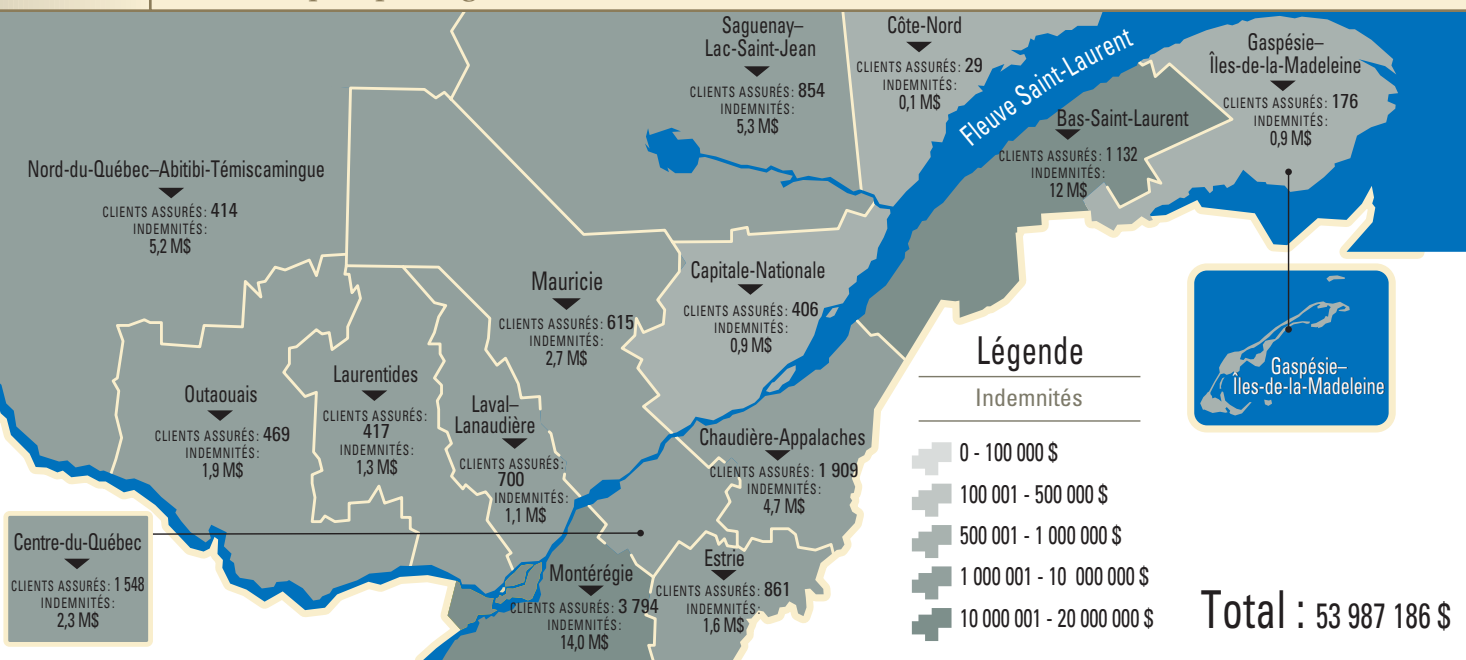 Saguenay–
Lac-Saint-Jean
CLIENTS ASSURÉS: 854
INDEMNITÉS:
5,3 M$
Côte-Nord
CLIENTS ASSURÉS: 29
INDEMNITÉS:
0,1 M$
Fleuve Saint-Laurent
Gaspésie–
Îles-de-la-Madeleine
CLIENTS ASSURÉS: 176
INDEMNITÉS:
0,9 M$
Bas-Saint-Laurent
CLIENTS ASSURÉS: 1 132
INDEMNITÉS:
12 M$
Nord-du-Québec–Abitibi-Témiscamingue
CLIENTS ASSURÉS: 414
INDEMNITÉS:
5,2 M$
Mauricie
CLIENTS ASSURÉS: 615
INDEMNITÉS:
2,7 M$
Capitale-Nationale
CLIENTS ASSURÉS: 406
INDEMNITÉS:
0,9 M$
Outaouais
CLIENTS ASSURÉS: 469
INDEMNITÉS:
1,9 M$
Laurentides
CLIENTS ASSURÉS:
417
INDEMNITÉS:
1,3 M$
Laval–
Lanaudière
CLIENTS ASSURÉS:
700
INDEMNITÉS:
1,1 M$
Chaudière-Appalaches
CLIENTS ASSURÉS: 1 909
INDEMNITÉS:
4,7 M$
Centre-du-Québec
CLIENTS ASSURÉS: 1 548
INDEMNITÉS:
2,3 M$
Montérégie
CLIENTS ASSURÉS: 3 794
INDEMNITÉS:
14,0 M$
Estrie
CLIENTS ASSURÉS: 861
INDEMNITÉS:
1,6 M$
Gaspésie–
Îles-de-la-Madeleine
Légende
Indemnités
0 - 100 000 $
100 001 - 500 000 $
500 001 - 1 000 000 $
1 000 001 - 10 000 000 $
10 000 001 - 20 000 000 $
Total : 53 987 186 $